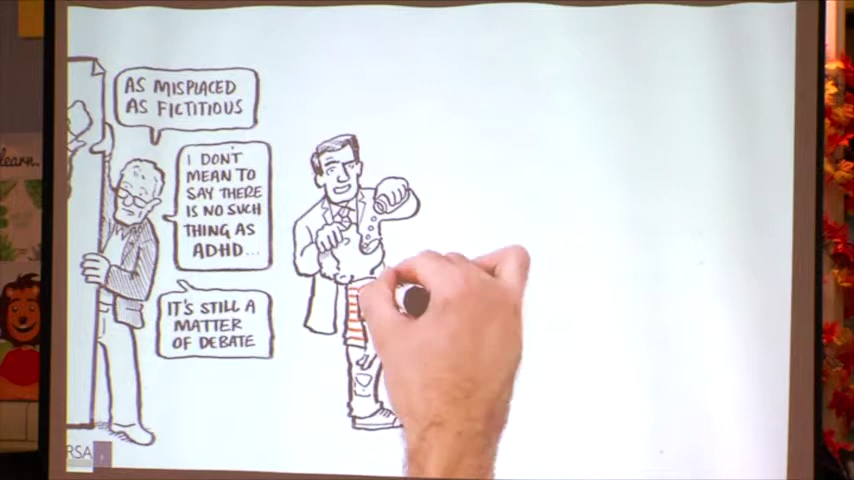 AS MISPLACED
AS FICTITIOUS
I DON'T
MEAN TO
SAY THERE
IS NO SUCH
THING AS
ADHD...
IT'S STILL A
MATTER
OF DEBATE
learn.
RSA